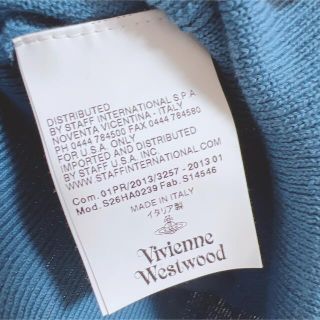 DISTRIBUTED
BY STAFF INTERNATIONAL S.P.A
NOVENTA VICENTINA - ITALY
PH 0444 784500 FAX 0444 784580
FOR U.S.A. ONLY
IMPORTED AND DISTRIBUTED
BY STAFF U.S.A. INC.
WWW.STAFFINTERNATIONAL.COM
Com. 01PR/2013/3257 - 2013 01
Mod. S26HA0239 Fab. S14546
MADE IN ITALY
イタリア製
Vivienne
Westwood